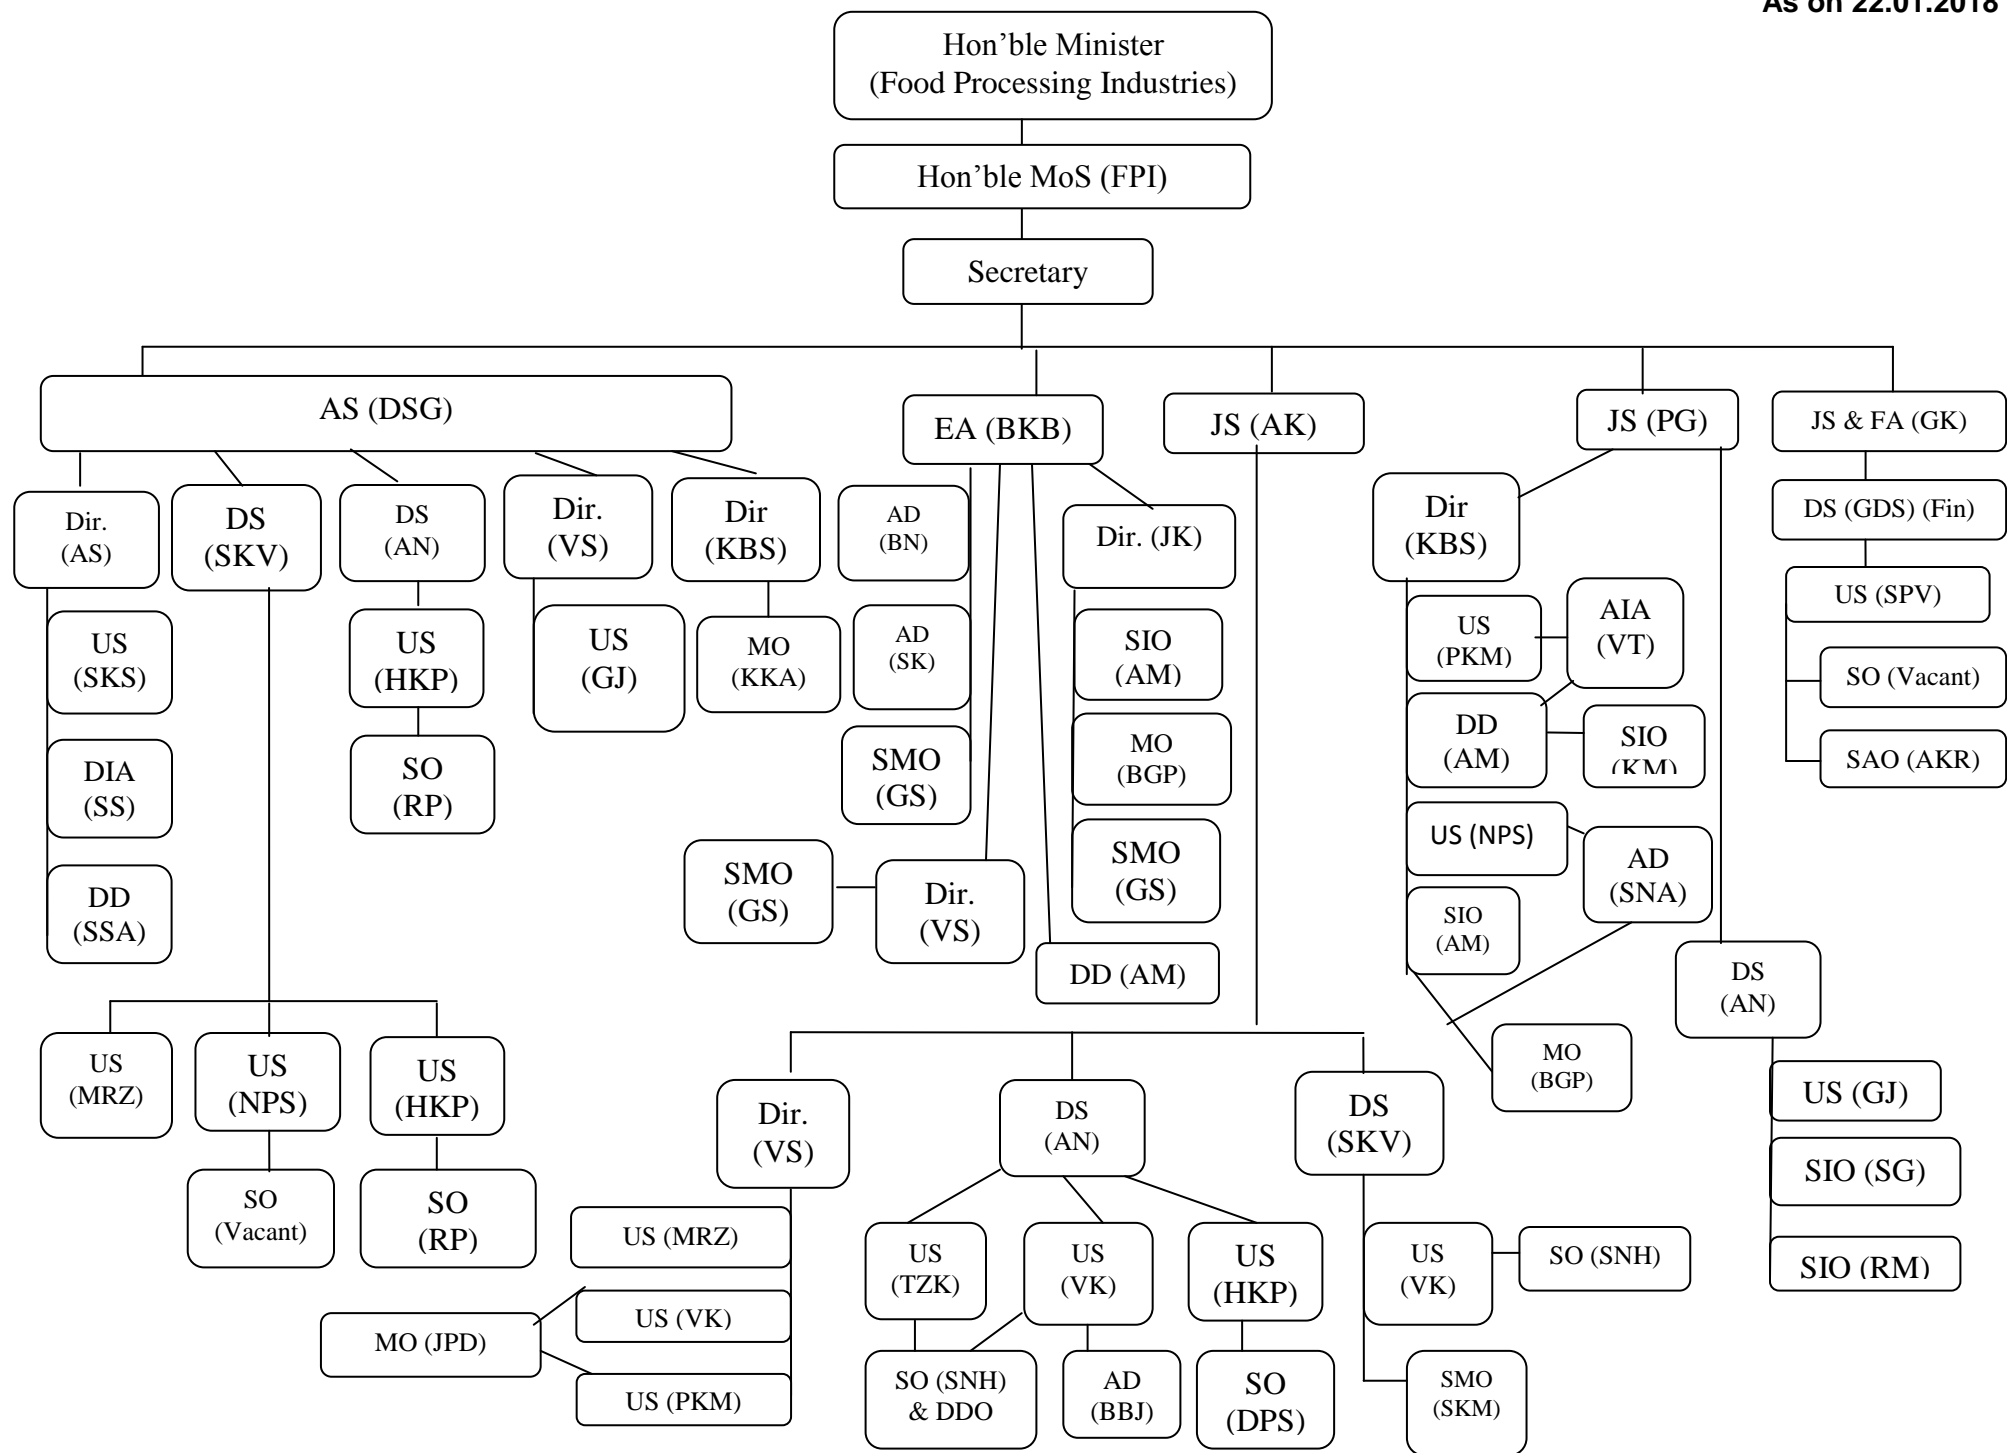 As on 22.01.2018
Hon’ble Minister
(Food Processing Industries)
Hon’ble MoS (FPI)
Secretary
AS (DSG)
EA (BKB)
JS (AK)
JS (PG)
JS & FA (GK)
Dir.
(AS)
DS
(SKV)
DS
(AN)
Dir.
(VS)
Dir
(KBS)
AD
(BN)
Dir. (JK)
Dir
(KBS)
DS (GDS) (Fin)
US
(SKS)
US
(HKP)
US
(GJ)
MO
(KKA)
AD
(SK)
SIO
(AM)
US
(PKM)
AIA
(VT)
US (SPV)
SO (Vacant)
DIA
(SS)
SO
(RP)
SMO
(GS)
MO
(BGP)
DD
(AM)
SIO
(KM)
SAO (AKR)
DD
(SSA)
SMO
(GS)
Dir.
(VS)
SMO
(GS)
US (NPS)
AD
(SNA)
SIO
(AM)
DD (AM)
DS
(AN)
US
(MRZ)
US
(NPS)
US
(HKP)
MO
(BGP)
Dir.
(VS)
DS
(AN)
DS
(SKV)
US (GJ)
SO
(Vacant)
SO
(RP)
SIO (SG)
US (MRZ)
US
(TZK)
US
(VK)
US
(HKP)
US
(VK)
SO (SNH)
SIO (RM)
MO (JPD)
US (VK)
US (PKM)
SO (SNH)
& DDO
AD
(BBJ)
SO
(DPS)
SMO
(SKM)